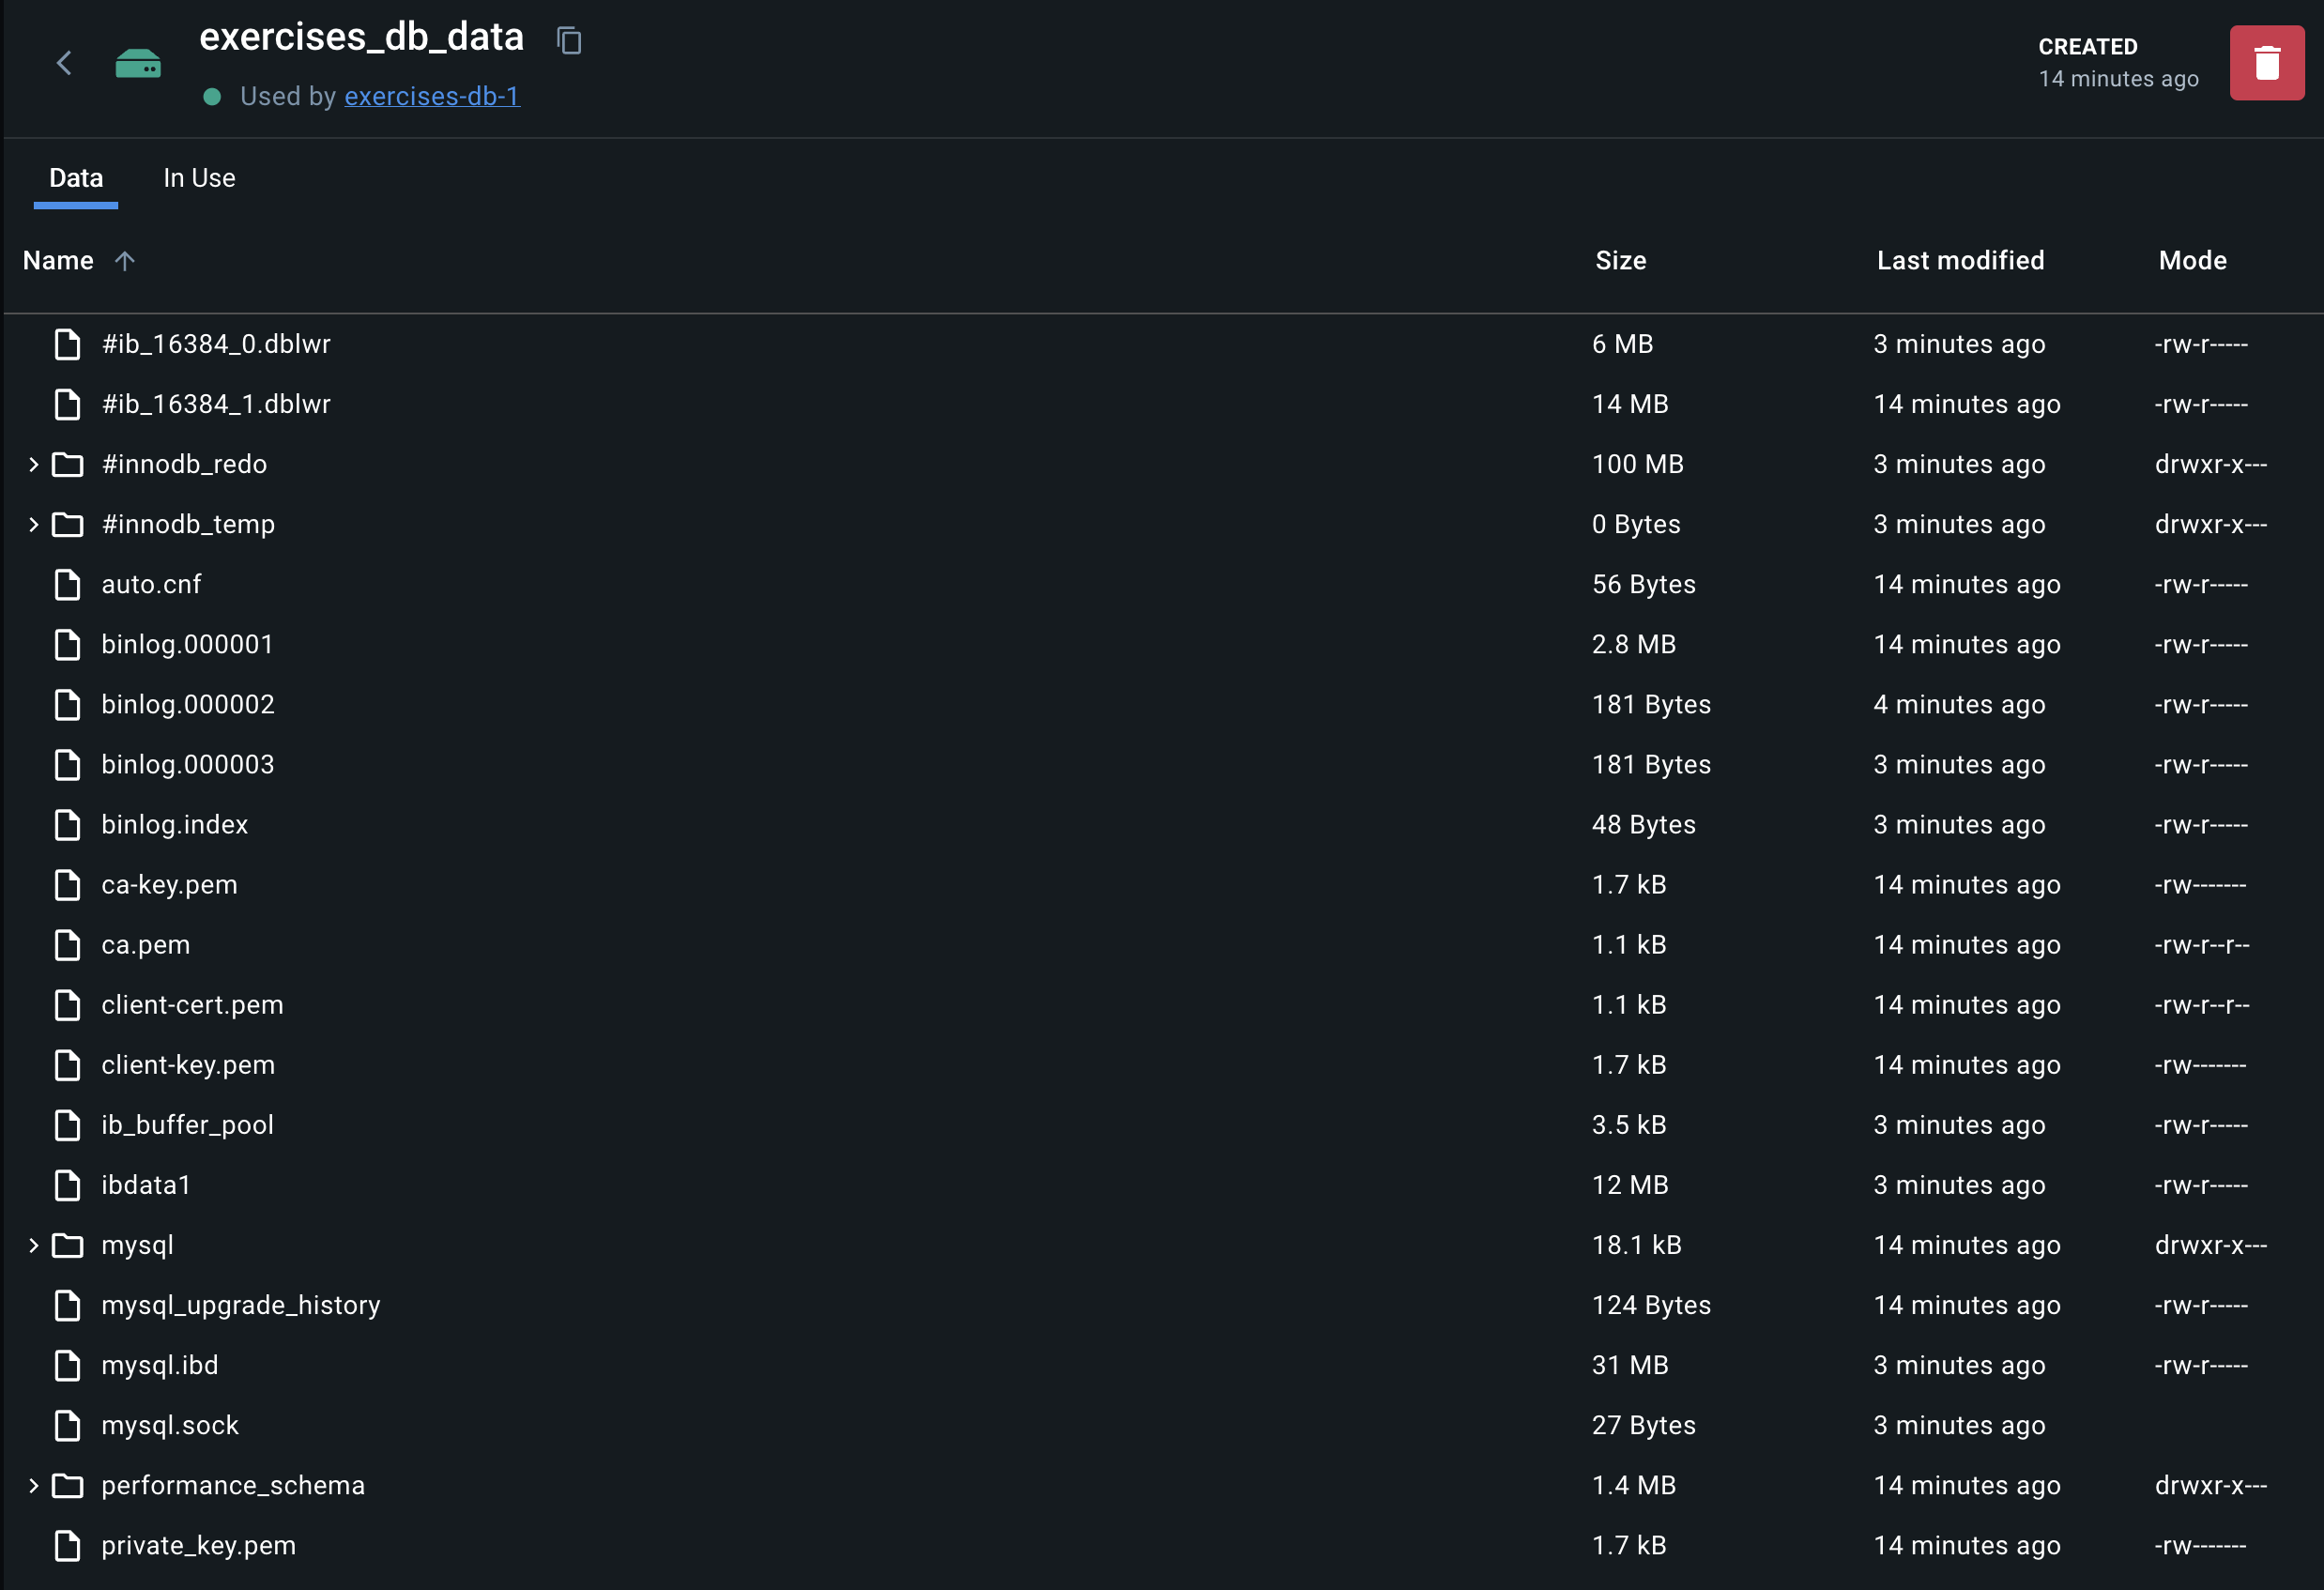 exercises_db_data
Used by exercises-db-1
CREATED
14 minutes ago
Data In Use
Name Size Last modified Mode
#ib_16384_0.dblwr 6 MB 3 minutes ago -rw-r-----
#ib_16384_1.dblwr 14 MB 14 minutes ago -rw-r-----
#innodb_redo 100 MB 3 minutes ago drwxr-x---
#innodb_temp 0 Bytes 3 minutes ago drwxr-x---
auto.cnf 56 Bytes 14 minutes ago -rw-r-----
binlog.000001 2.8 MB 14 minutes ago -rw-r-----
binlog.000002 181 Bytes 4 minutes ago -rw-r-----
binlog.000003 181 Bytes 3 minutes ago -rw-r-----
binlog.index 48 Bytes 3 minutes ago -rw-r-----
ca-key.pem 1.7 kB 14 minutes ago -rw-------
ca.pem 1.1 kB 14 minutes ago -rw-r--r--
client-cert.pem 1.1 kB 14 minutes ago -rw-r--r--
client-key.pem 1.7 kB 14 minutes ago -rw-------
ib_buffer_pool 3.5 kB 3 minutes ago -rw-r-----
ibdata1 12 MB 3 minutes ago -rw-r-----
mysql 18.1 kB 14 minutes ago drwxr-x---
mysql_upgrade_history 124 Bytes 14 minutes ago -rw-r-----
mysql.ibd 31 MB 3 minutes ago -rw-r-----
mysql.sock 27 Bytes 3 minutes ago
performance_schema 1.4 MB 14 minutes ago drwxr-x---
private_key.pem 1.7 kB 14 minutes ago -rw-------